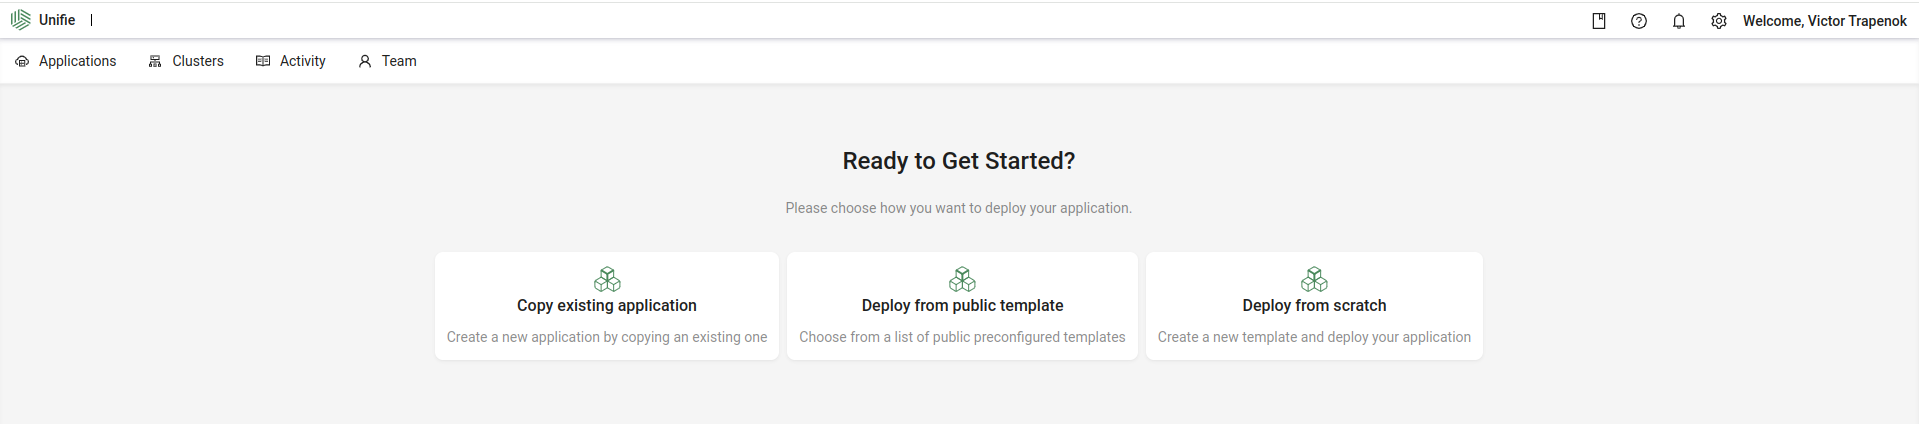 Unifie |
Welcome, Victor Trapenok
Applications Clusters Activity Team
Ready to Get Started?
Please choose how you want to deploy your application.
Copy existing application
Create a new application by copying an existing one
Deploy from public template
Choose from a list of public preconfigured templates
Deploy from scratch
Create a new template and deploy your application